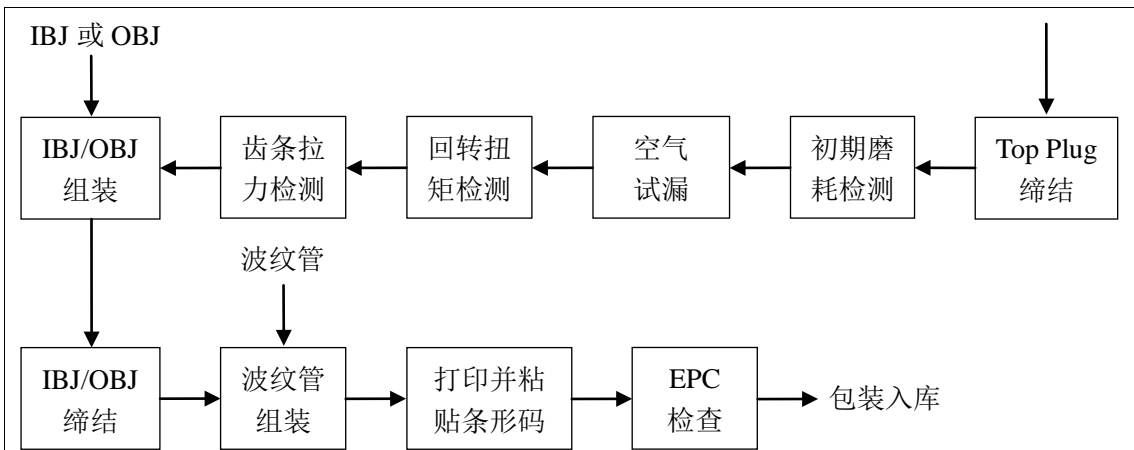 IBJ 或 OBJ
IBJ/OBJ
组装
齿条拉
力检测
回转扭
矩检测
空气
试漏
初期磨
耗检测
Top Plug
缔结
波纹管
IBJ/OBJ
缔结
波纹管
组装
打印并粘
贴条形码
EPC
检查
包装入库